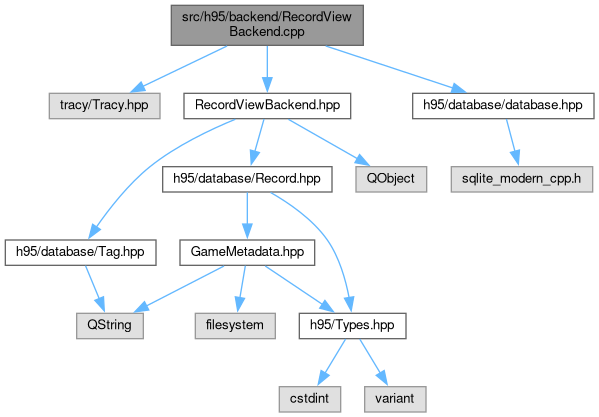 src/h95/backend/RecordView
Backend.cpp
tracy/Tracy.hpp
RecordViewBackend.hpp
h95/database/database.hpp
h95/database/Record.hpp
QObject
sqlite_modern_cpp.h
h95/database/Tag.hpp
GameMetadata.hpp
QString
filesystem
h95/Types.hpp
cstdint
variant